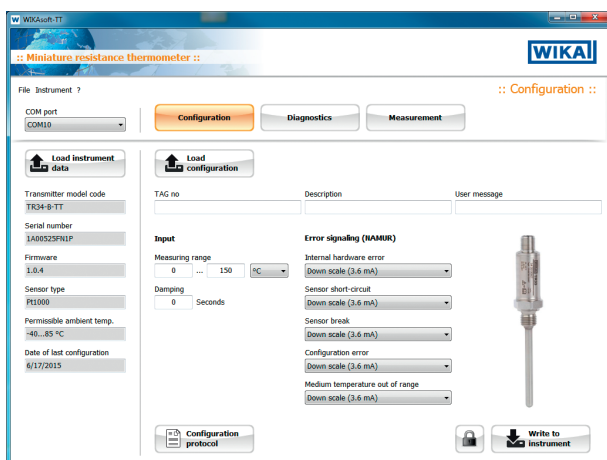 WIKAsoft-TT
:: Miniature resistance thermometer ::
WIKA
File Instrument ?
:: Configuration ::
COM port
COM10
Configuration
Diagnostics
Measurement
Load instrument
data
Load
configuration
Transmitter model code
TR34-B-TT
Serial number
1A00525FN1P
Firmware
1.0.4
Sensor type
Pt1000
Permissible ambient temp.
-40...85 °C
Date of last configuration
6/17/2015
TAG no
Description
User message
Input
Measuring range
0 ... 150 °C
Damping
0 Seconds
Error signaling (NAMUR)
Internal hardware error
Down scale (3.6 mA)
Sensor short-circuit
Down scale (3.6 mA)
Sensor break
Down scale (3.6 mA)
Configuration error
Down scale (3.6 mA)
Medium temperature out of range
Down scale (3.6 mA)
Configuration
protocol
Write to
instrument